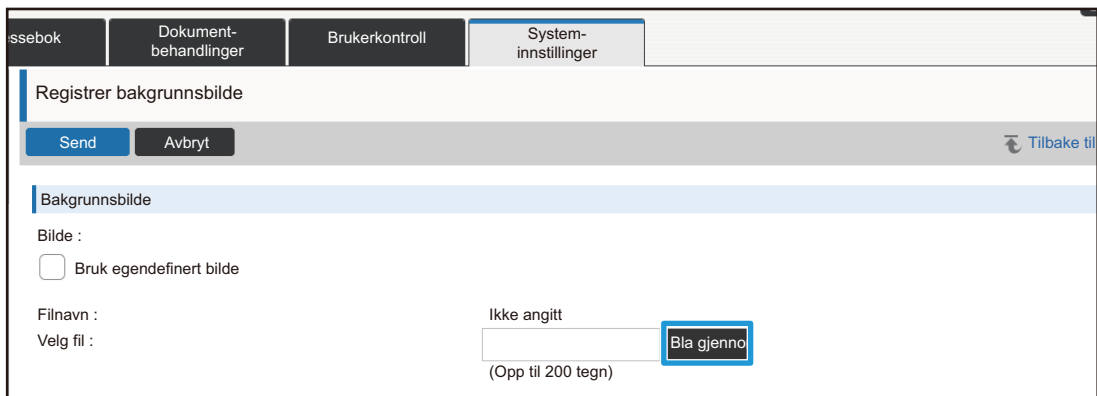 ssebok
Dokument-
behandlinger
Brukerkontroll
System-
innstillinger
Registrer bakgrunnsbilde
Send
Avbryt
Tilbake til
Bakgrunnsbilde
Bilde :
Bruk egendefinert bilde
Filnavn :
Ikke angitt
Velg fil :
Bla gjenno
(Opp til 200 tegn)